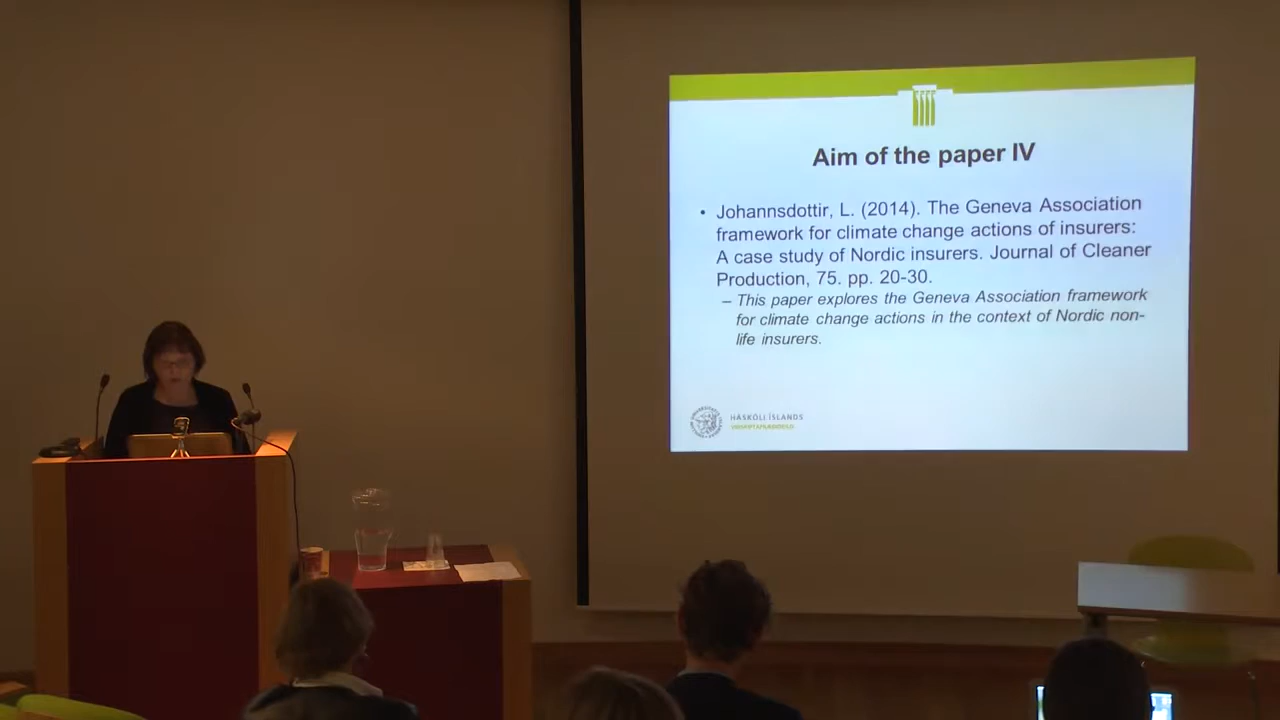 Aim of the paper IV
• Johannsdottir, L. (2014). The Geneva Association
framework for climate change actions of insurers:
A case study of Nordic insurers. Journal of Cleaner
Production, 75. pp. 20-30.
– This paper explores the Geneva Association framework
for climate change actions in the context of Nordic non-
life insurers.
HÁSKÓLI ÍSLANDS